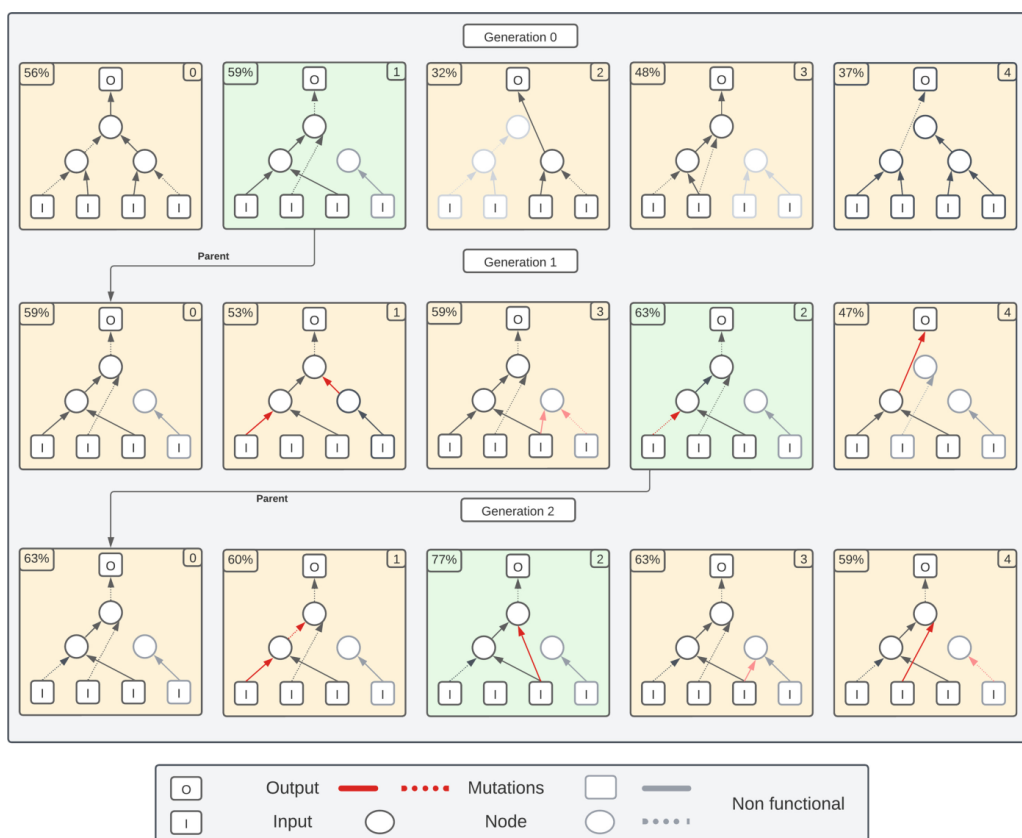 Generation 0
56% 0 59% 1 32% 2 48% 3 37% 4
O O O O O
I I I I I I I I I I I I I I I I I I I I
Parent
Generation 1
59% 0 53% 1 59% 3 63% 2 47% 4
O O O O O
I I I I I I I I I I I I I I I I I I I I
Parent
Generation 2
63% 0 60% 1 77% 2 63% 3 59% 4
O O O O O
I I I I I I I I I I I I I I I I I I I I
O Output Mutations Non functional
I Input Node